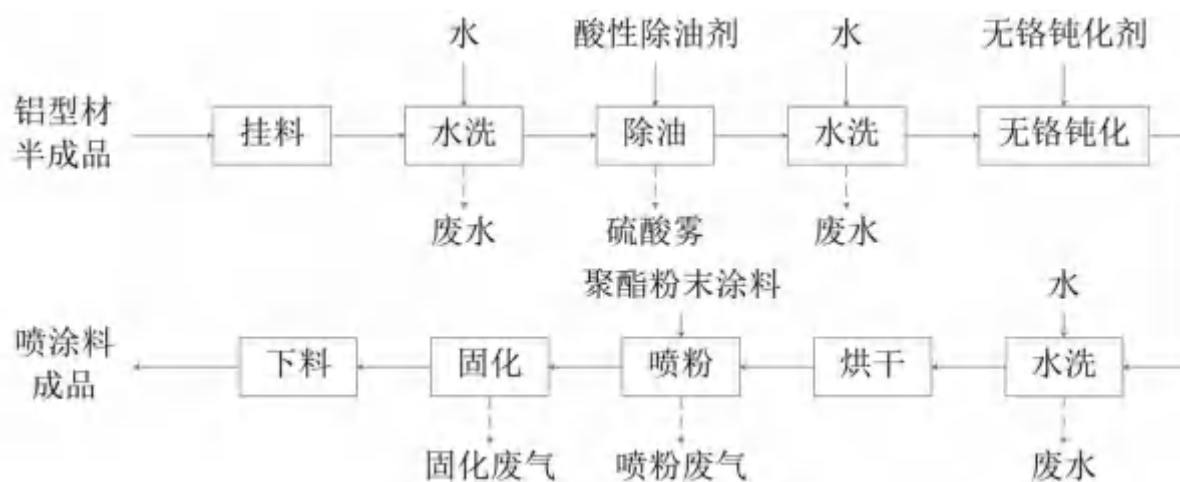 水 酸性除油剂 水 无铬钝化剂
铝型材
半成品
挂料 水洗 除油 水洗 无铬钝化
废水 硫酸雾 废水
聚酯粉末涂料 水
喷涂料
成品
下料 固化 喷粉 烘干 水洗
固化废气 喷粉废气 废水